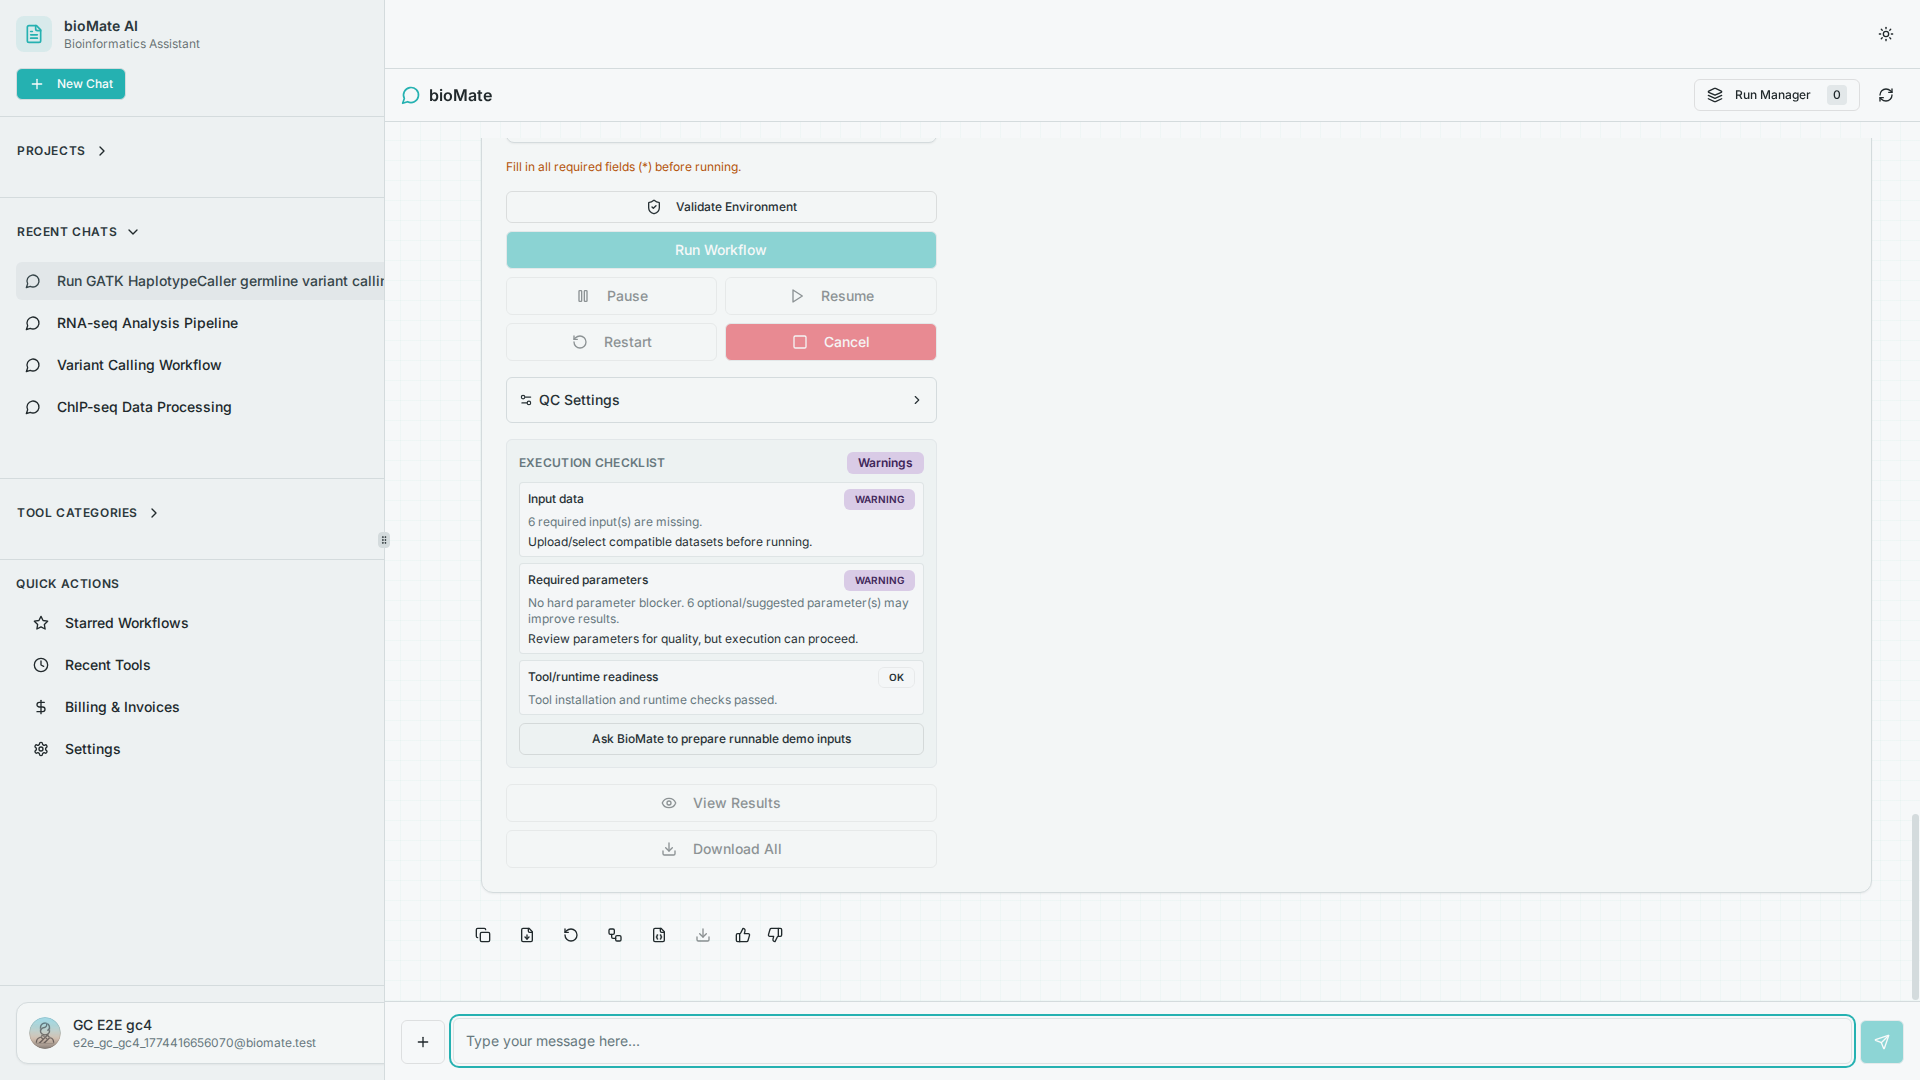 bioMate AI
Bioinformatics Assistant
New Chat
PROJECTS
RECENT CHATS
Run GATK HaplotypeCaller germline variant callin
RNA-seq Analysis Pipeline
Variant Calling Workflow
ChIP-seq Data Processing
TOOL CATEGORIES
QUICK ACTIONS
Starred Workflows
Recent Tools
Billing & Invoices
Settings
GC E2E gc4
e2e_gc_gc4_1774416656070@biomate.test
bioMate
Run Manager 0
Fill in all required fields (*) before running.
Validate Environment
Run Workflow
Pause
Resume
Restart
Cancel
QC Settings
EXECUTION CHECKLIST
Warnings
Input data
WARNING
6 required input(s) are missing.
Upload/select compatible datasets before running.
Required parameters
WARNING
No hard parameter blocker. 6 optional/suggested parameter(s) may
improve results.
Review parameters for quality, but execution can proceed.
Tool/runtime readiness
OK
Tool installation and runtime checks passed.
Ask BioMate to prepare runnable demo inputs
View Results
Download All
Type your message here...